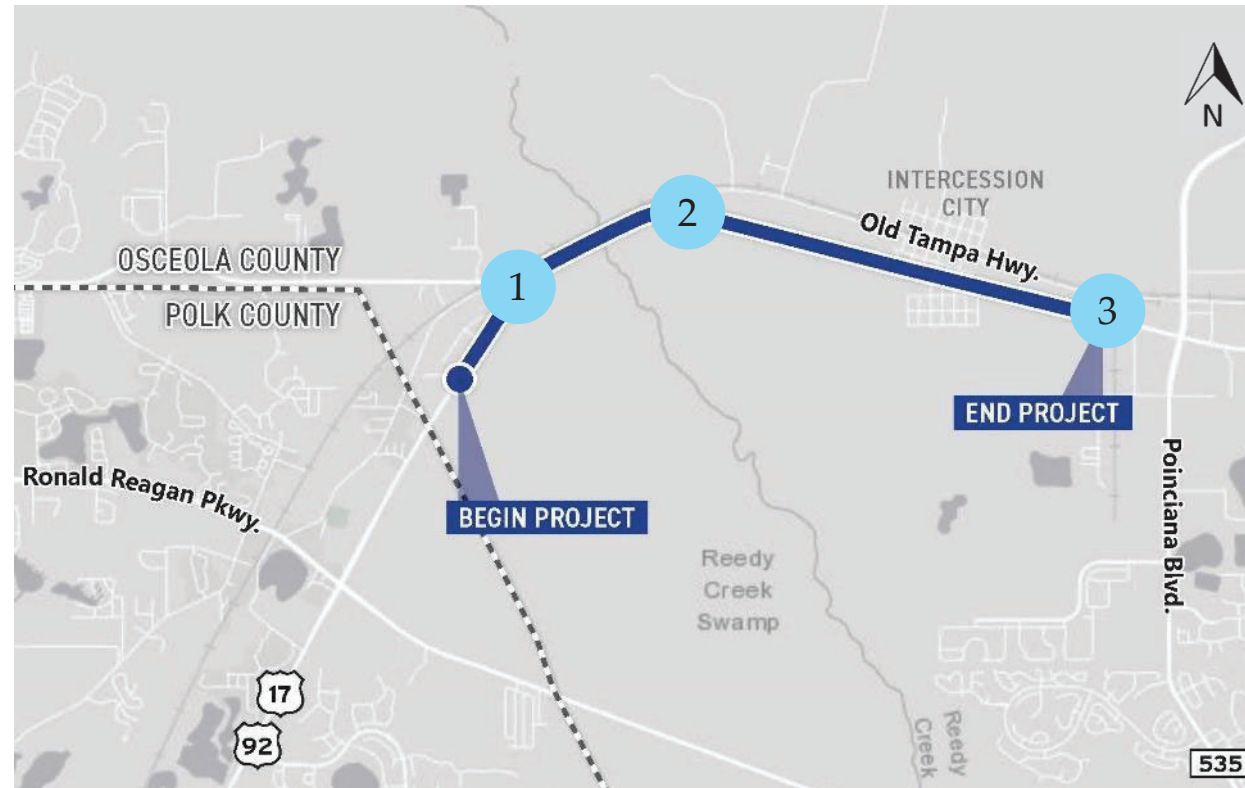 N
INTERCESSION
CITY
2
Old Tampa Hwy.
OSCEOLA COUNTY
1
POLK COUNTY
3
END PROJECT
Ronald Reagan Pkwy.
Poinciana Blvd.
BEGIN PROJECT
Reedy
Creek
Swamp
17
92
Reedy
Creek
535